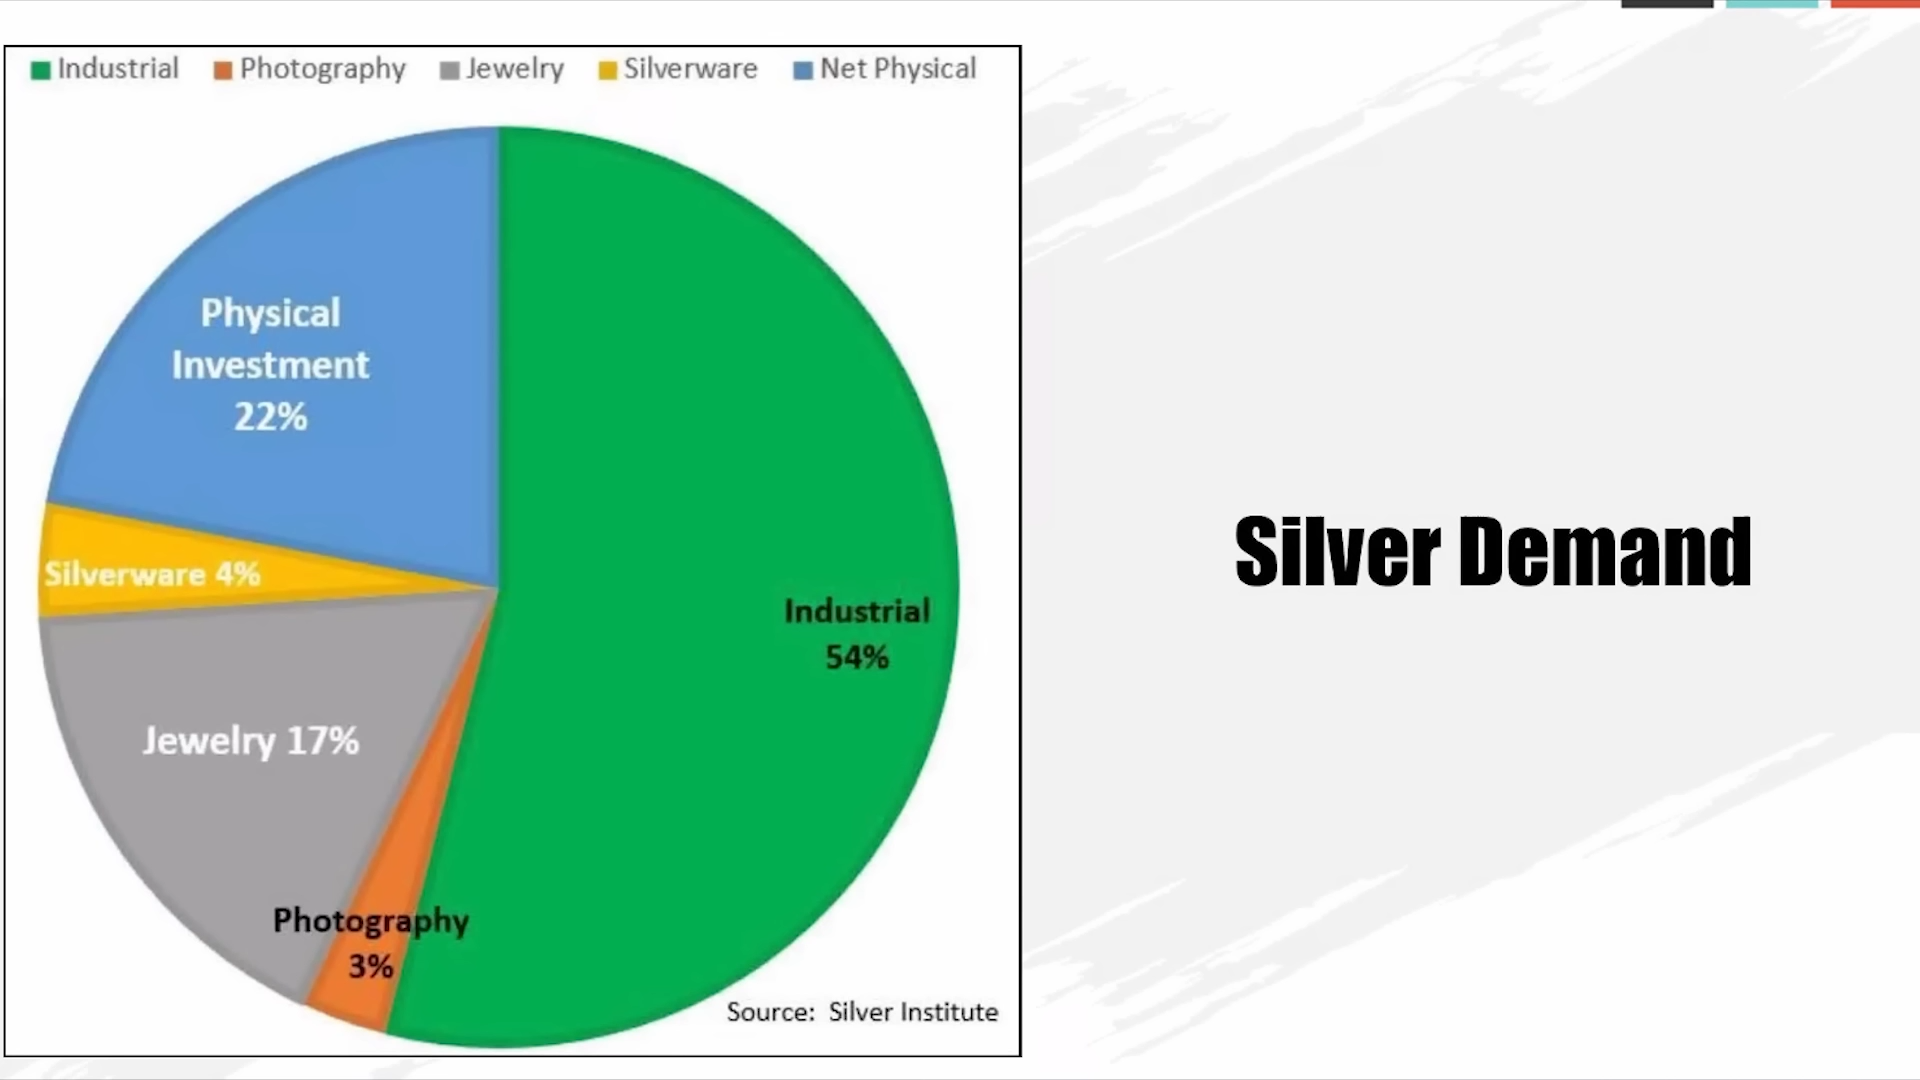 Industrial Photography Jewelry Silverware Net Physical
Physical
Investment
22%
Silverware 4%
Industrial
54%
Jewelry 17%
Photography
3%
Source: Silver Institute
Silver Demand